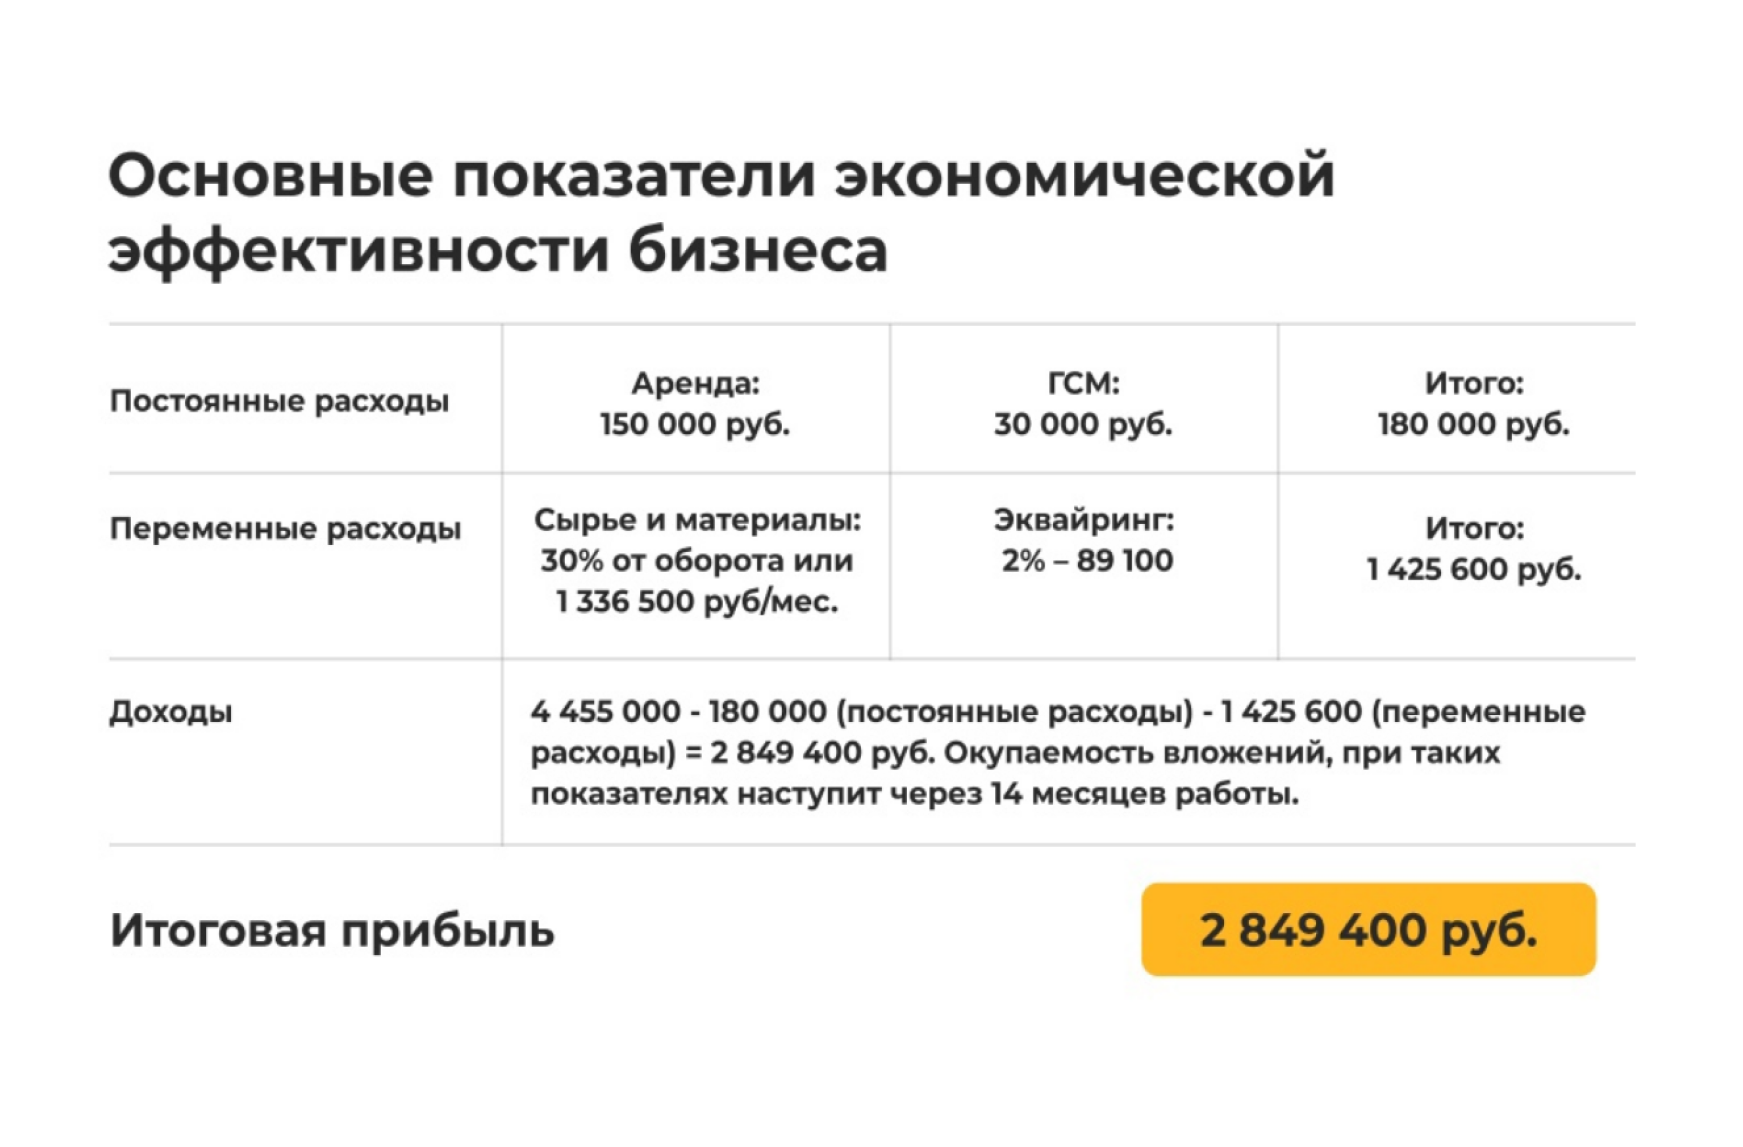 Основные показатели экономической
эффективности бизнеса
Постоянные расходы
Аренда:
150 000 руб.
ГСМ:
30 000 руб.
Итого:
180 000 руб.
Переменные расходы
Сырье и материалы:
30% от оборота или
1 336 500 руб/мес.
Эквайринг:
2% – 89 100
Итого:
1 425 600 руб.
Доходы
4 455 000 - 180 000 (постоянные расходы) - 1 425 600 (переменные
расходы) = 2 849 400 руб. Окупаемость вложений, при таких
показателях наступит через 14 месяцев работы.
Итоговая прибыль
2 849 400 руб.